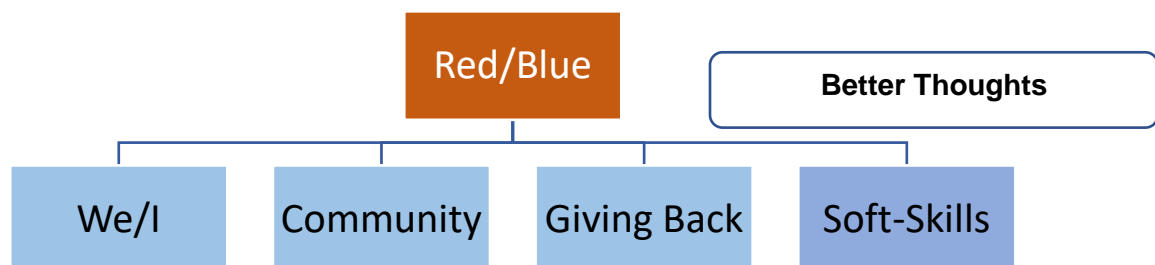 Red/Blue
Better Thoughts
We/I
Community
Giving Back
Soft-Skills